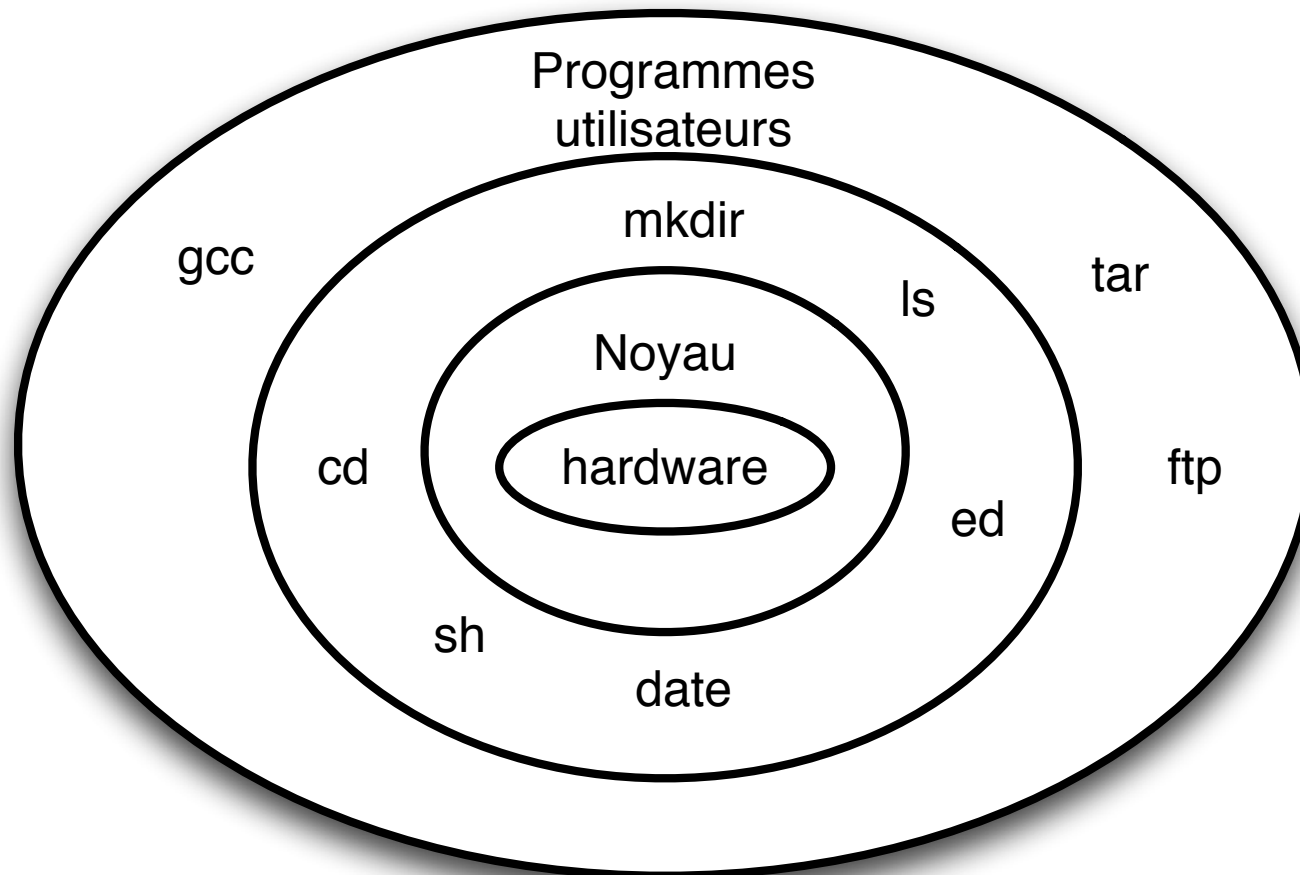 Programmes
utilisateurs
mkdir
gcc
tar
ls
Noyau
cd
hardware
ftp
ed
sh
date